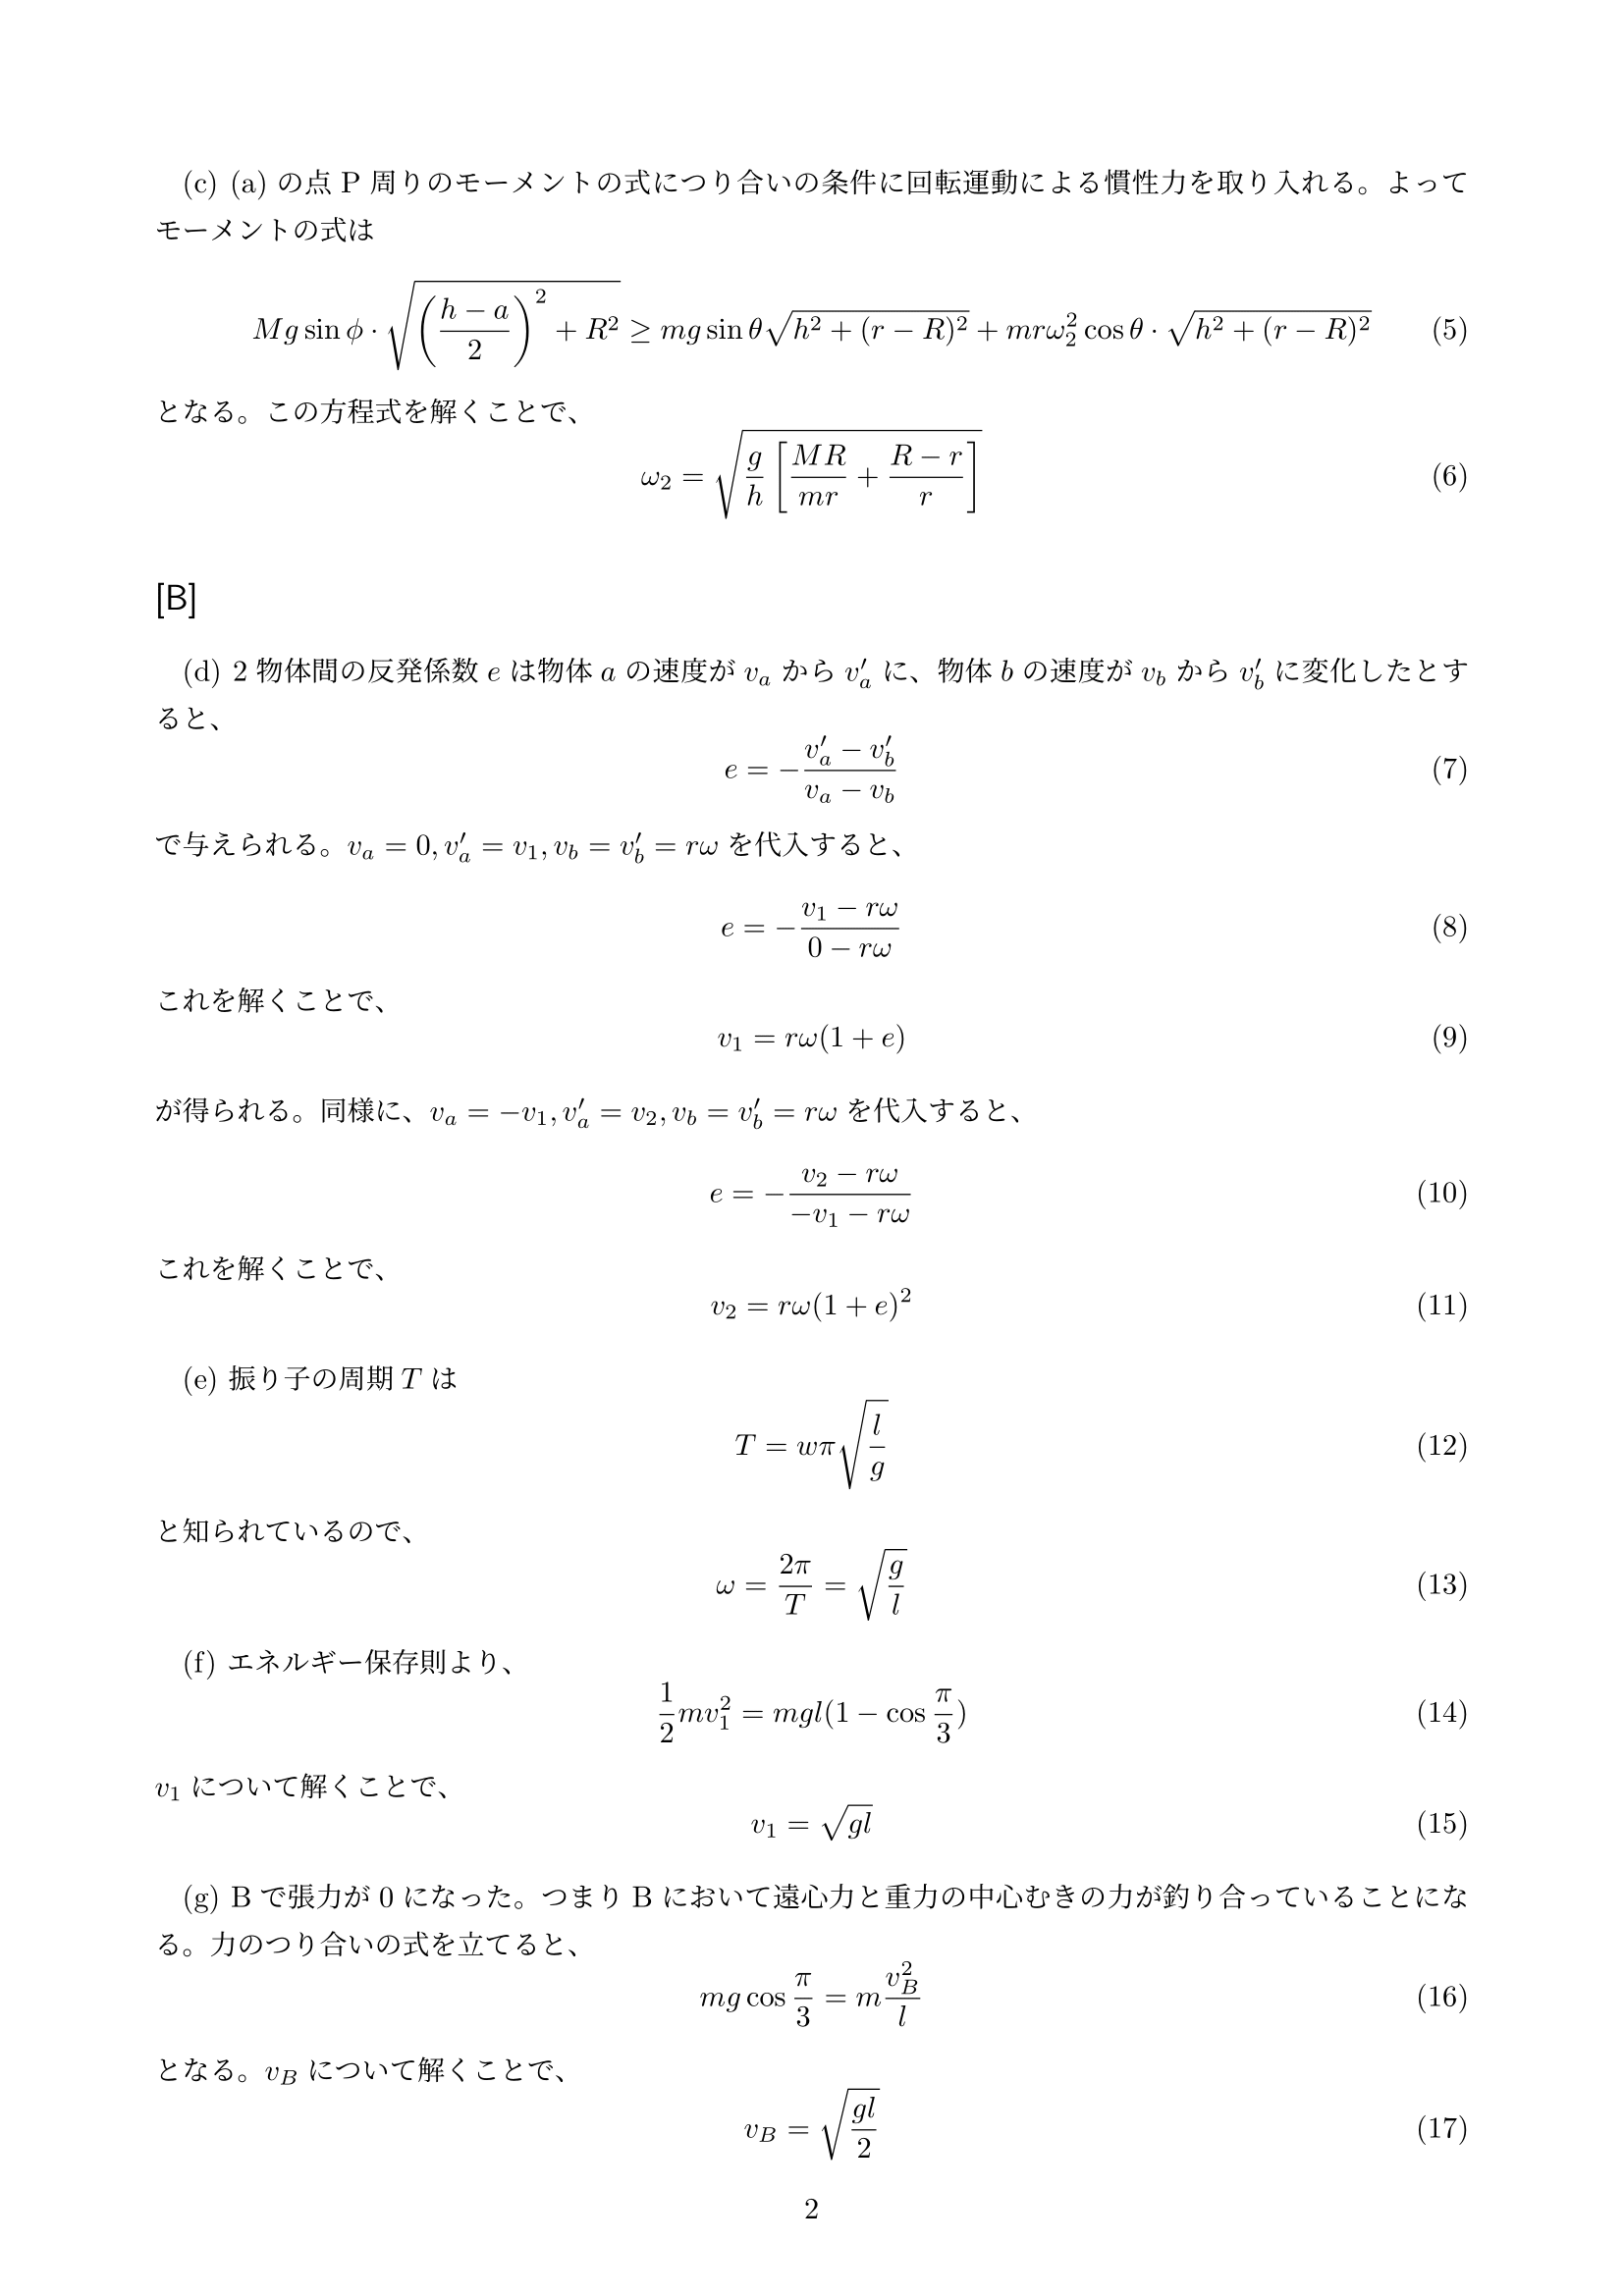 (c) (a) の点 P 周りのモーメントの式につり合いの条件に回転運動による慣性力を取り入れる。よって
モーメントの式は
$$Mg\sin\phi\cdot\sqrt{\left(\frac{h-a}{2}\right)^2+R^2}\geq mg\sin\theta\sqrt{h^2+(r-R)^2}+mr\omega_2^2\cos\theta\cdot\sqrt{h^2+(r-R)^2}$$ (5)
となる。この方程式を解くことで、
$$\omega_2=\sqrt{\frac{g}{h}\left[\frac{MR}{mr}+\frac{R-r}{r}\right]}$$ (6)
[B]
(d) 2 物体間の反発係数 $e$ は物体 $a$ の速度が $v_a$ から $v_a'$ に、物体 $b$ の速度が $v_b$ から $v_b'$ に変化したとす
ると、
$$e=-\frac{v_a'-v_b'}{v_a-v_b}$$ (7)
で与えられる。$v_a=0,v_a'=v_1,v_b=v_b'=r\omega$ を代入すると、
$$e=-\frac{v_1-r\omega}{0-r\omega}$$ (8)
これを解くことで、
$$v_1=r\omega(1+e)$$ (9)
が得られる。同様に、$v_a=-v_1,v_a'=v_2,v_b=v_b'=r\omega$ を代入すると、
$$e=-\frac{v_2-r\omega}{-v_1-r\omega}$$ (10)
これを解くことで、
$$v_2=r\omega(1+e)^2$$ (11)
(e) 振り子の周期 $T$ は
$$T=w\pi\sqrt{\frac{l}{g}}$$ (12)
と知られているので、
$$\omega=\frac{2\pi}{T}=\sqrt{\frac{g}{l}}$$ (13)
(f) エネルギー保存則より、
$$\frac{1}{2}mv_1^2=mgl(1-\cos\frac{\pi}{3})$$ (14)
$v_1$ について解くことで、
$$v_1=\sqrt{gl}$$ (15)
(g) B で張力が 0 になった。つまり B において遠心力と重力の中心むきの力が釣り合っていることにな
る。力のつり合いの式を立てると、
$$mg\cos\frac{\pi}{3}=m\frac{v_B^2}{l}$$ (16)
となる。$v_B$ について解くことで、
$$v_B=\sqrt{\frac{gl}{2}}$$ (17)
2